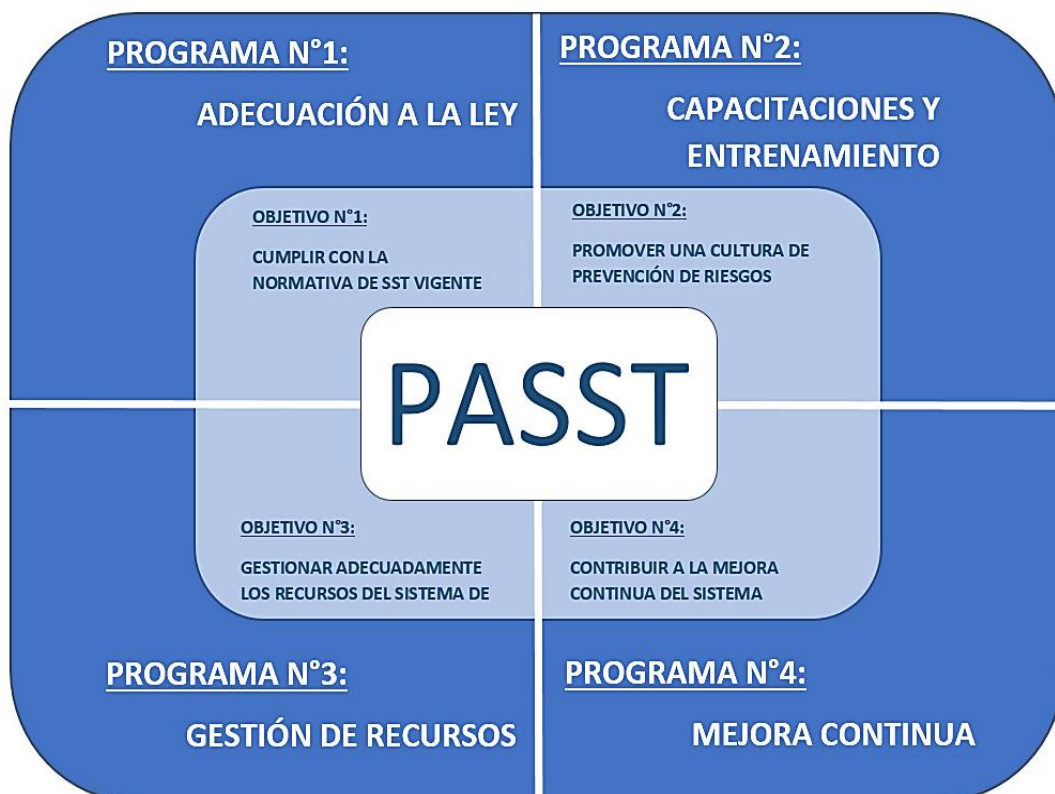 PROGRAMA N°1:
ADECUACIÓN A LA LEY
PROGRAMA N°2:
CAPACITACIONES Y
ENTRENAMIENTO
OBJETIVO N°1:
CUMPLIR CON LA
NORMATIVA DE SST VIGENTE
OBJETIVO N°2:
PROMOVER UNA CULTURA DE
PREVENCIÓN DE RIESGOS
PASST
OBJETIVO N°3:
GESTIONAR ADECUADAMENTE
LOS RECURSOS DEL SISTEMA DE
OBJETIVO N°4:
CONTRIBUIR A LA MEJORA
CONTINUA DEL SISTEMA
PROGRAMA N°3:
GESTIÓN DE RECURSOS
PROGRAMA N°4:
MEJORA CONTINUA